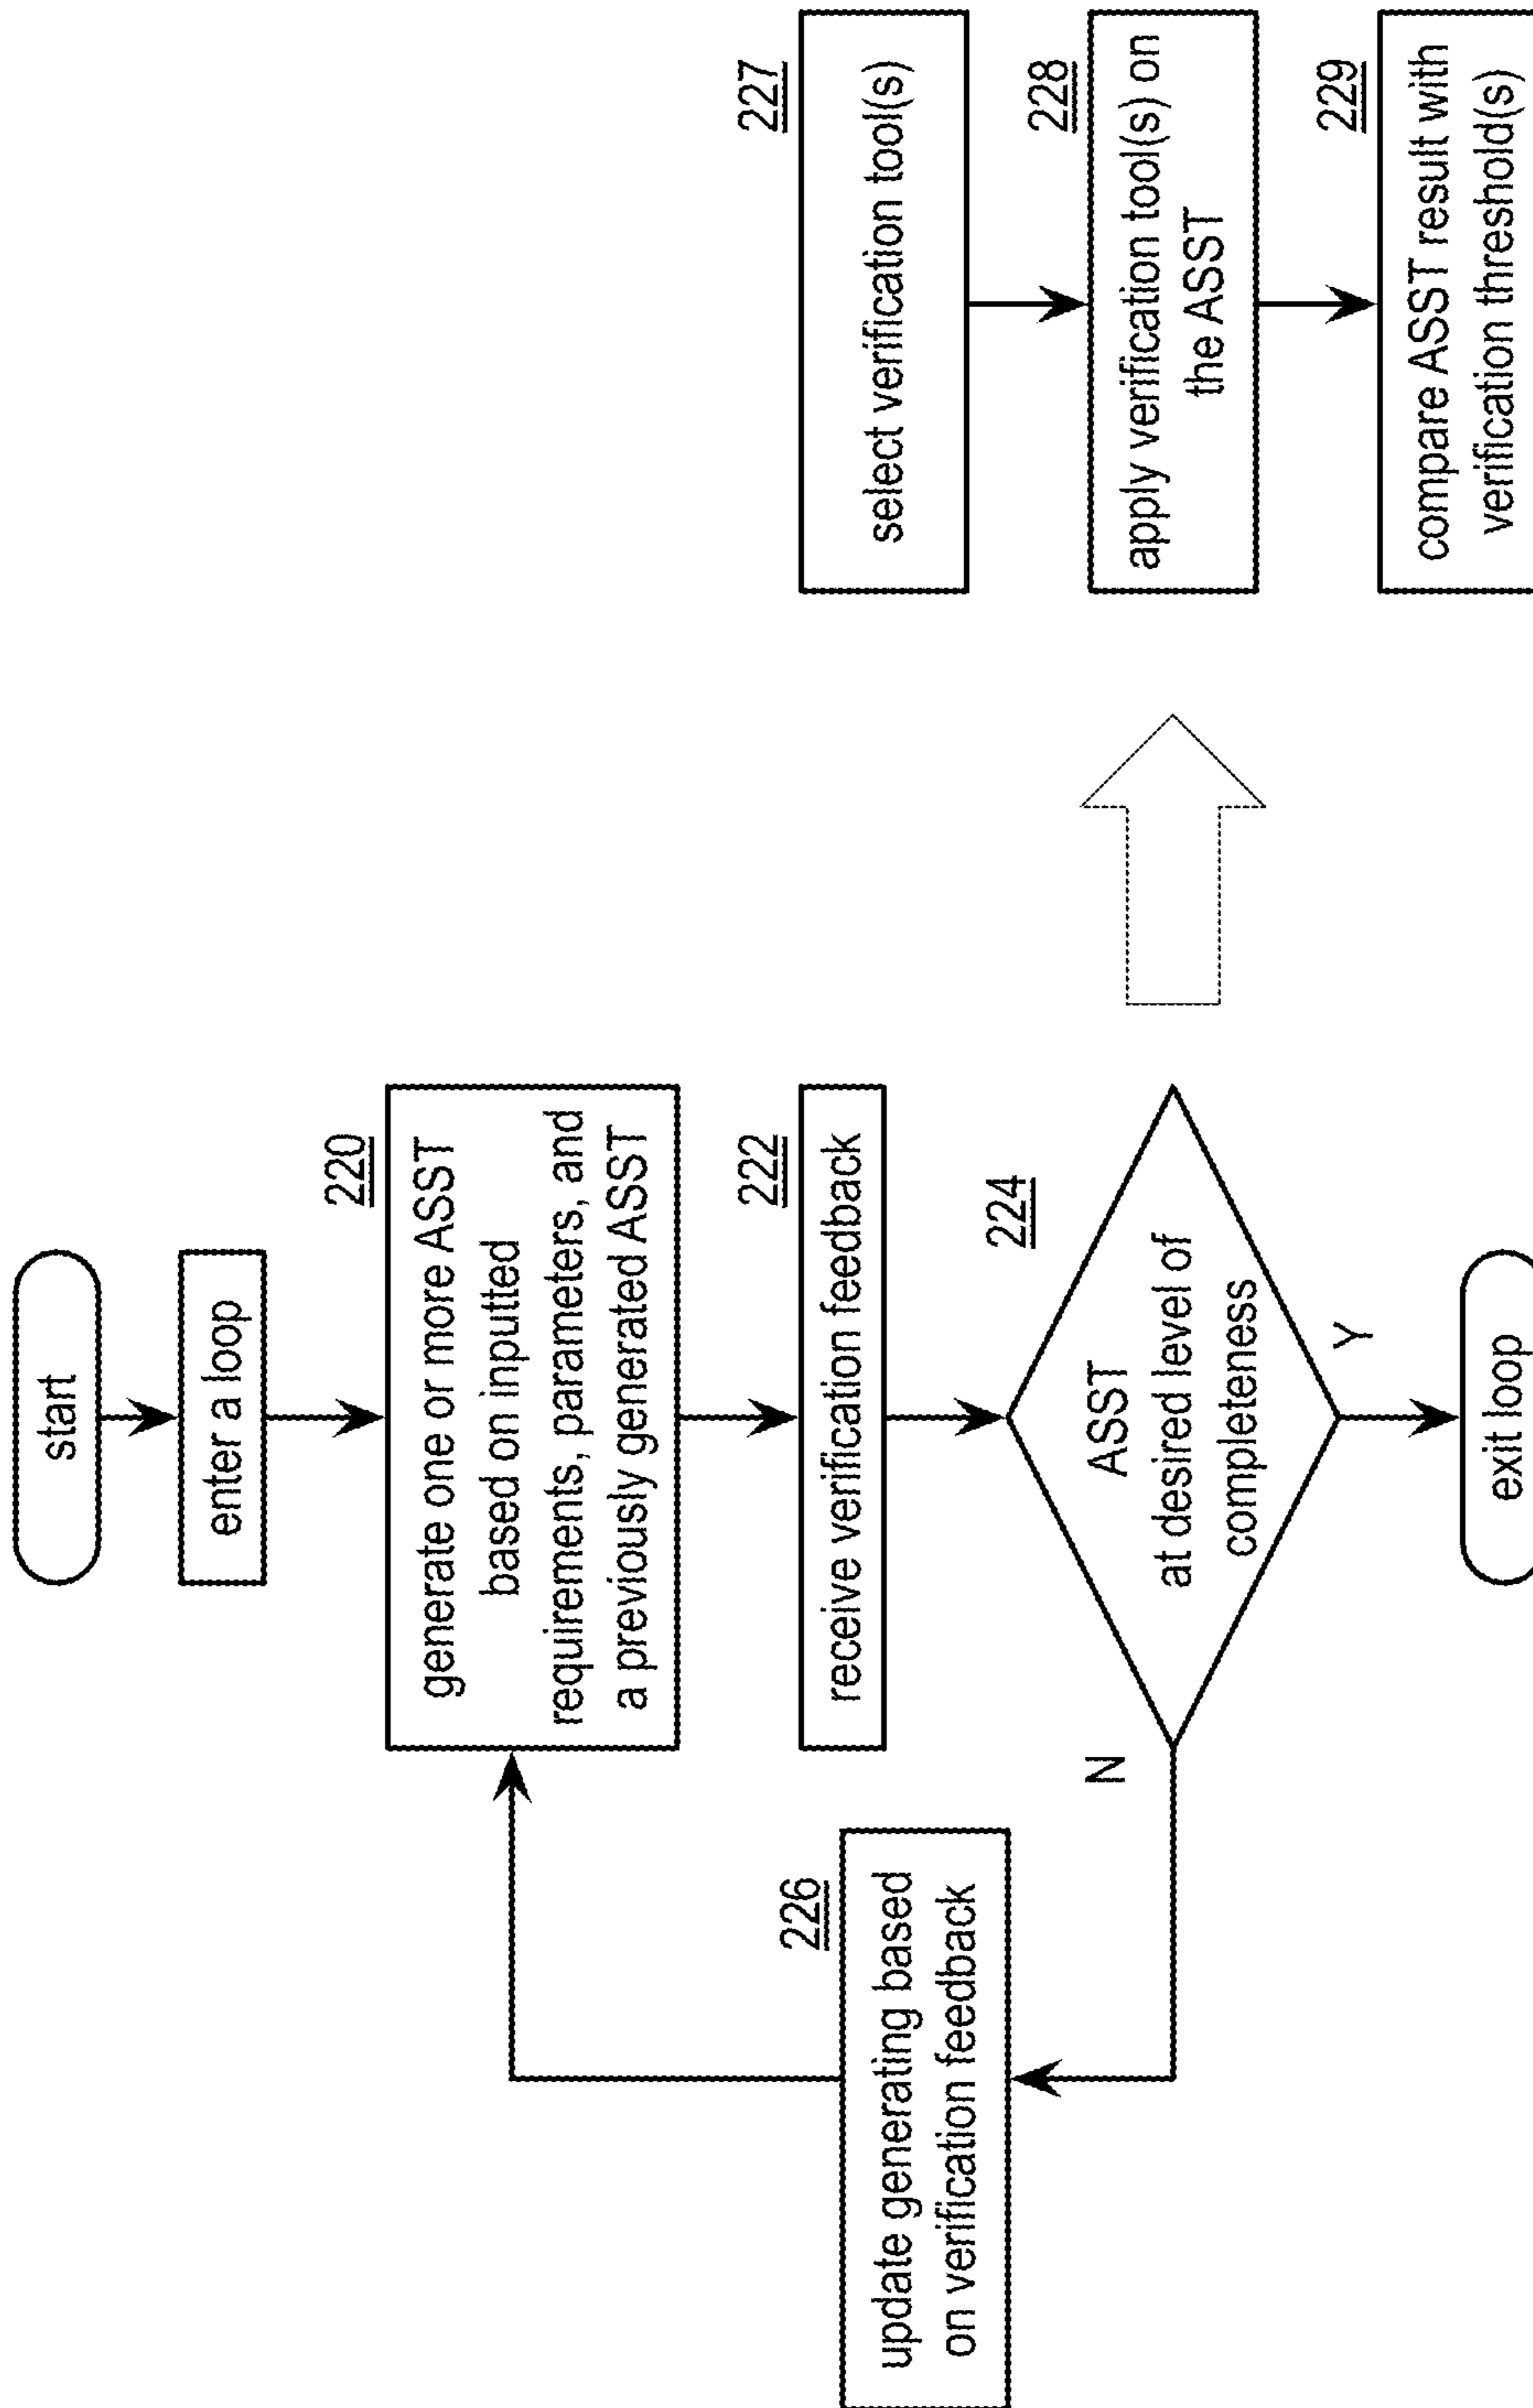 start
enter a loop
220
generate one or more ASST
based on inputted
requirements, parameters, and
a previously generated ASST
222
receive verification feedback
224
ASST
at desired level of
completeness
N
Y
226
update generating based
on verification feedback
exit loop
227
select verification tool(s)
228
apply verification tool(s) on
the ASST
229
compare ASST result with
verification threshold(s)